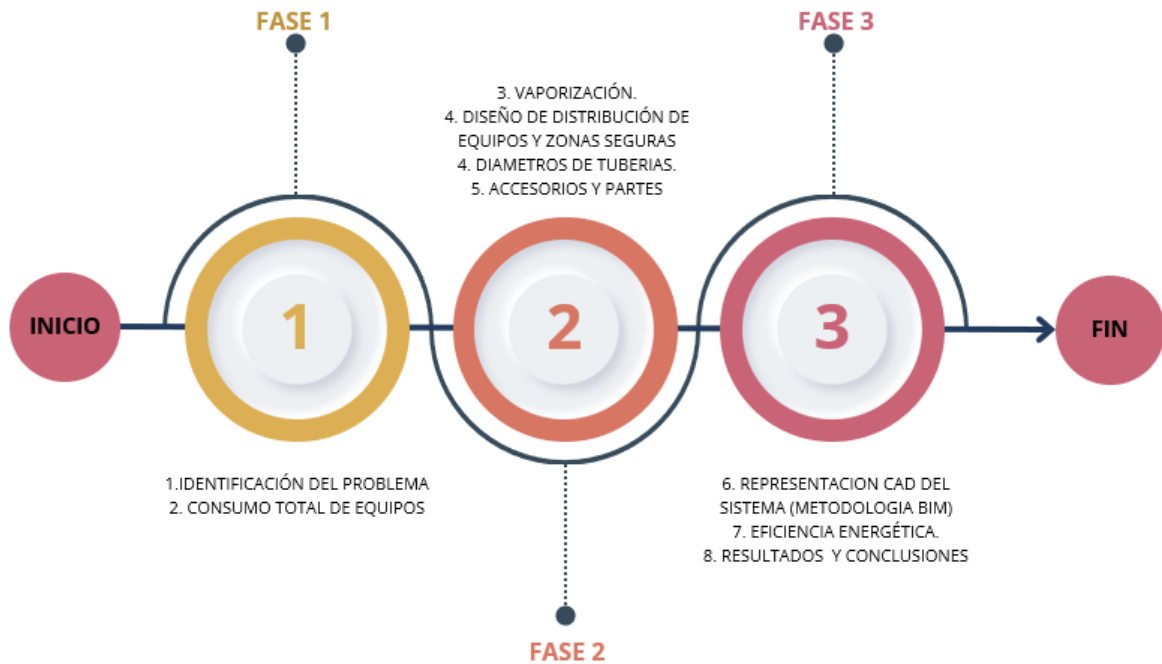 FASE 1
FASE 3
3. VAPORIZACIÓN.
4. DISEÑO DE DISTRIBUCIÓN DE
EQUIPOS Y ZONAS SEGURAS
4. DIAMETROS DE TUBERIAS.
5. ACCESORIOS Y PARTES
INICIO
1
2
3
FIN
1.IDENTIFICACIÓN DEL PROBLEMA
2. CONSUMO TOTAL DE EQUIPOS
6. REPRESENTACION CAD DEL
SISTEMA (METODOLOGIA BIM)
7. EFICIENCIA ENERGÉTICA.
8. RESULTADOS Y CONCLUSIONES
FASE 2